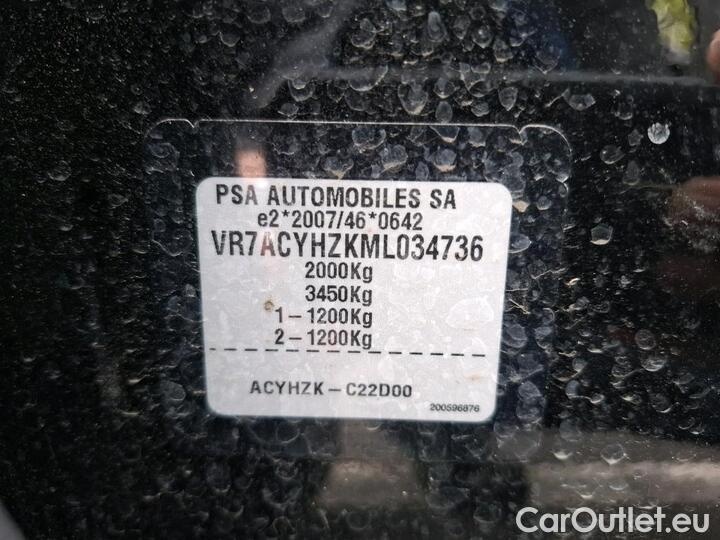 PSA AUTOMOBILES SA
e2*2007/46*0642
VR7ACYHZKML034736
2000Kg
3450Kg
1-1200Kg
2-1200Kg
ACYHZK-C22D00
200596876
CarOutlet.eu